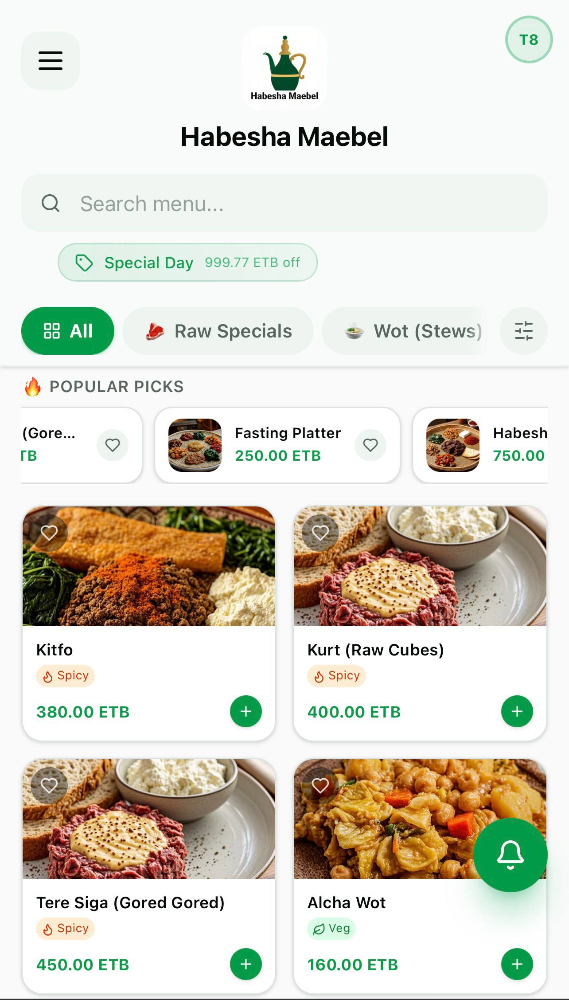 T8
Habesha Maebel
Habesha Maebel
Search menu...
Special Day 999.77 ETB off
All
Raw Specials
Wot (Stews)
POPULAR PICKS
(Gore...
TB
Fasting Platter
250.00 ETB
Habesh
750.00
Kitfo
Spicy
380.00 ETB
Kurt (Raw Cubes)
Spicy
400.00 ETB
Tere Siga (Gored Gored)
Spicy
450.00 ETB
Alcha Wot
Veg
160.00 ETB